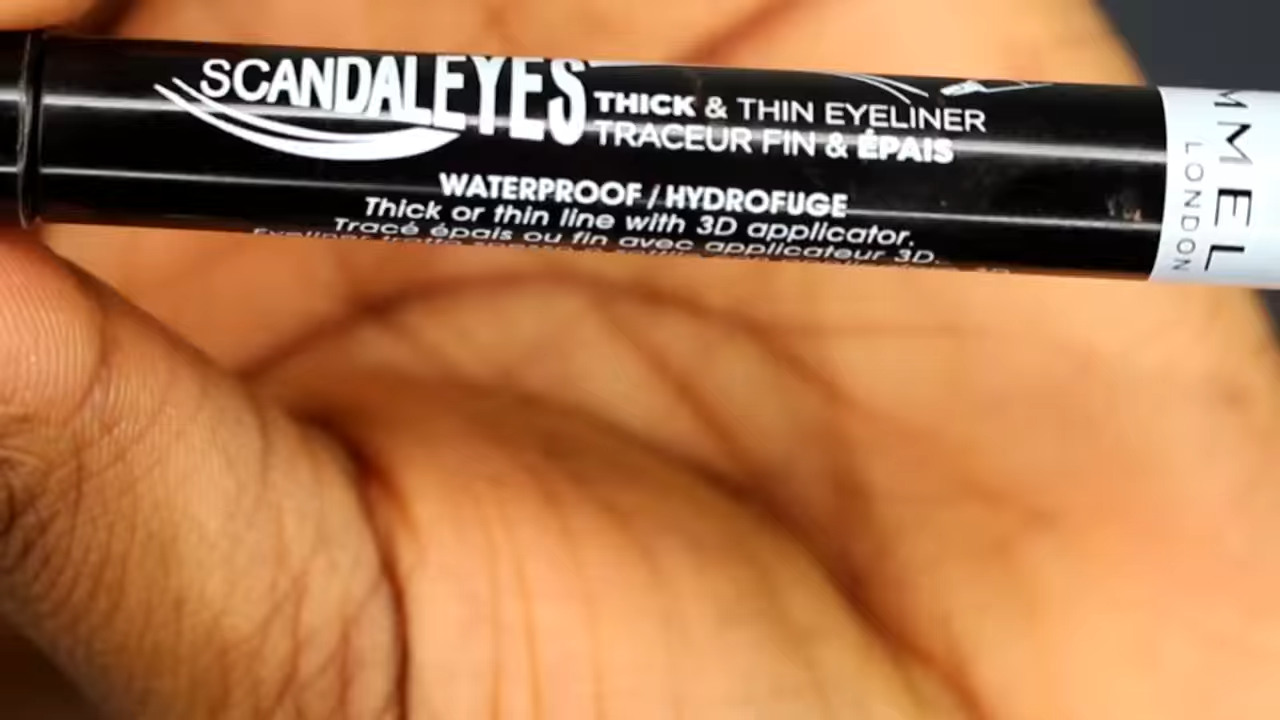 SCANDALEYES
THICK & THIN EYELINER
TRACEUR FIN & ÉPAIS
WATERPROOF / HYDROFUGE
Thick or thin line with 3D applicator.
Tracé épais ou fin avec applicateur 3D.
MMEL
LONDON